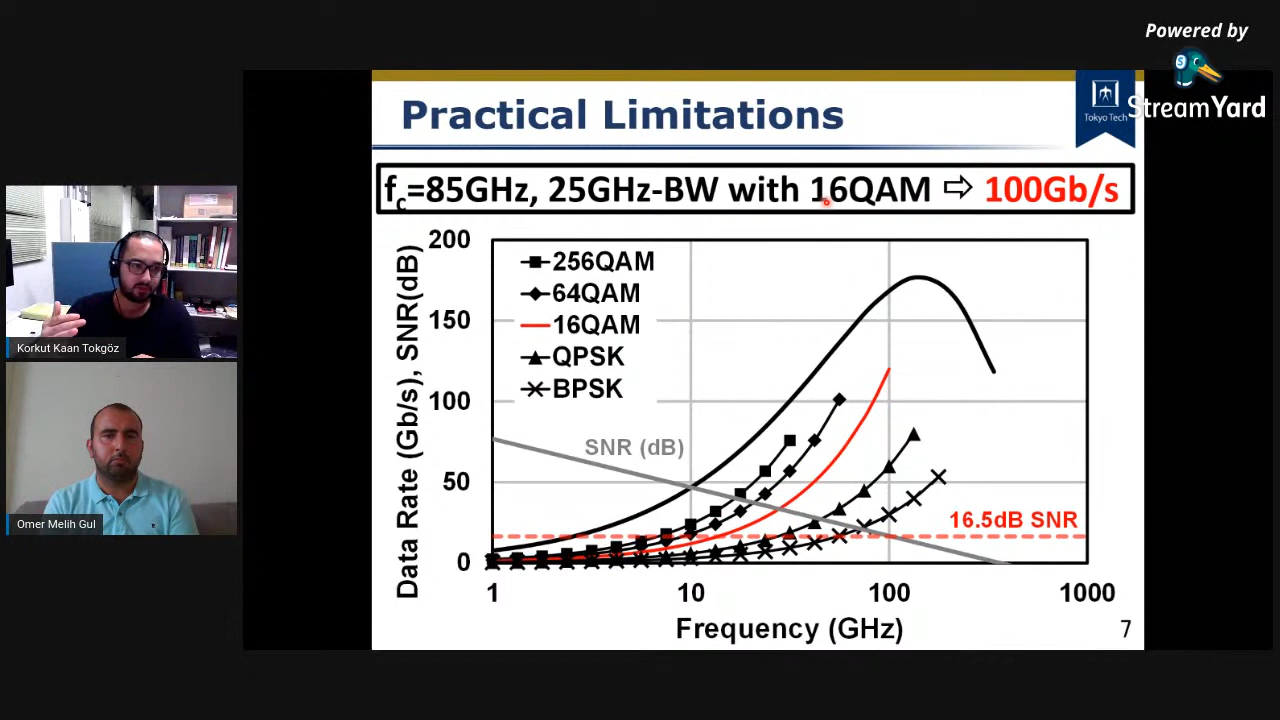 Powered by
StreamYard
Practical Limitations
Tokyo Tech
fc=85GHz, 25GHz-BW with 16QAM ⇨ 100Gb/s
Data Rate (Gb/s), SNR(dB)
200
150
100
50
0
256QAM
64QAM
16QAM
QPSK
BPSK
SNR (dB)
16.5dB SNR
1
10
100
1000
Frequency (GHz)
7
Korkut Kaan Tokgöz
Omer Melih Gul